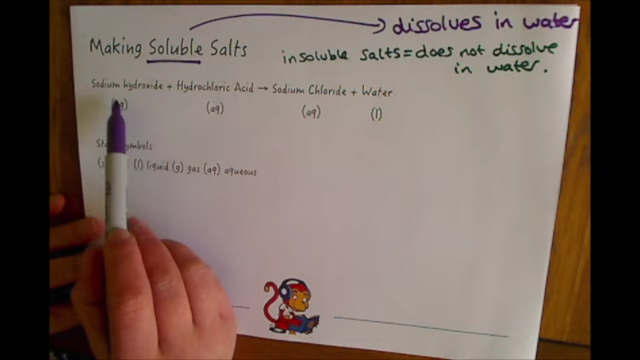 dissolves in water
Making Soluble Salts
insoluble salts = does not dissolve
in water.
Sodium hydroxide + Hydrochloric Acid → Sodium Chloride + Water
(aq) (aq) (l)
(l) liquid (g) gas (aq) aqueous